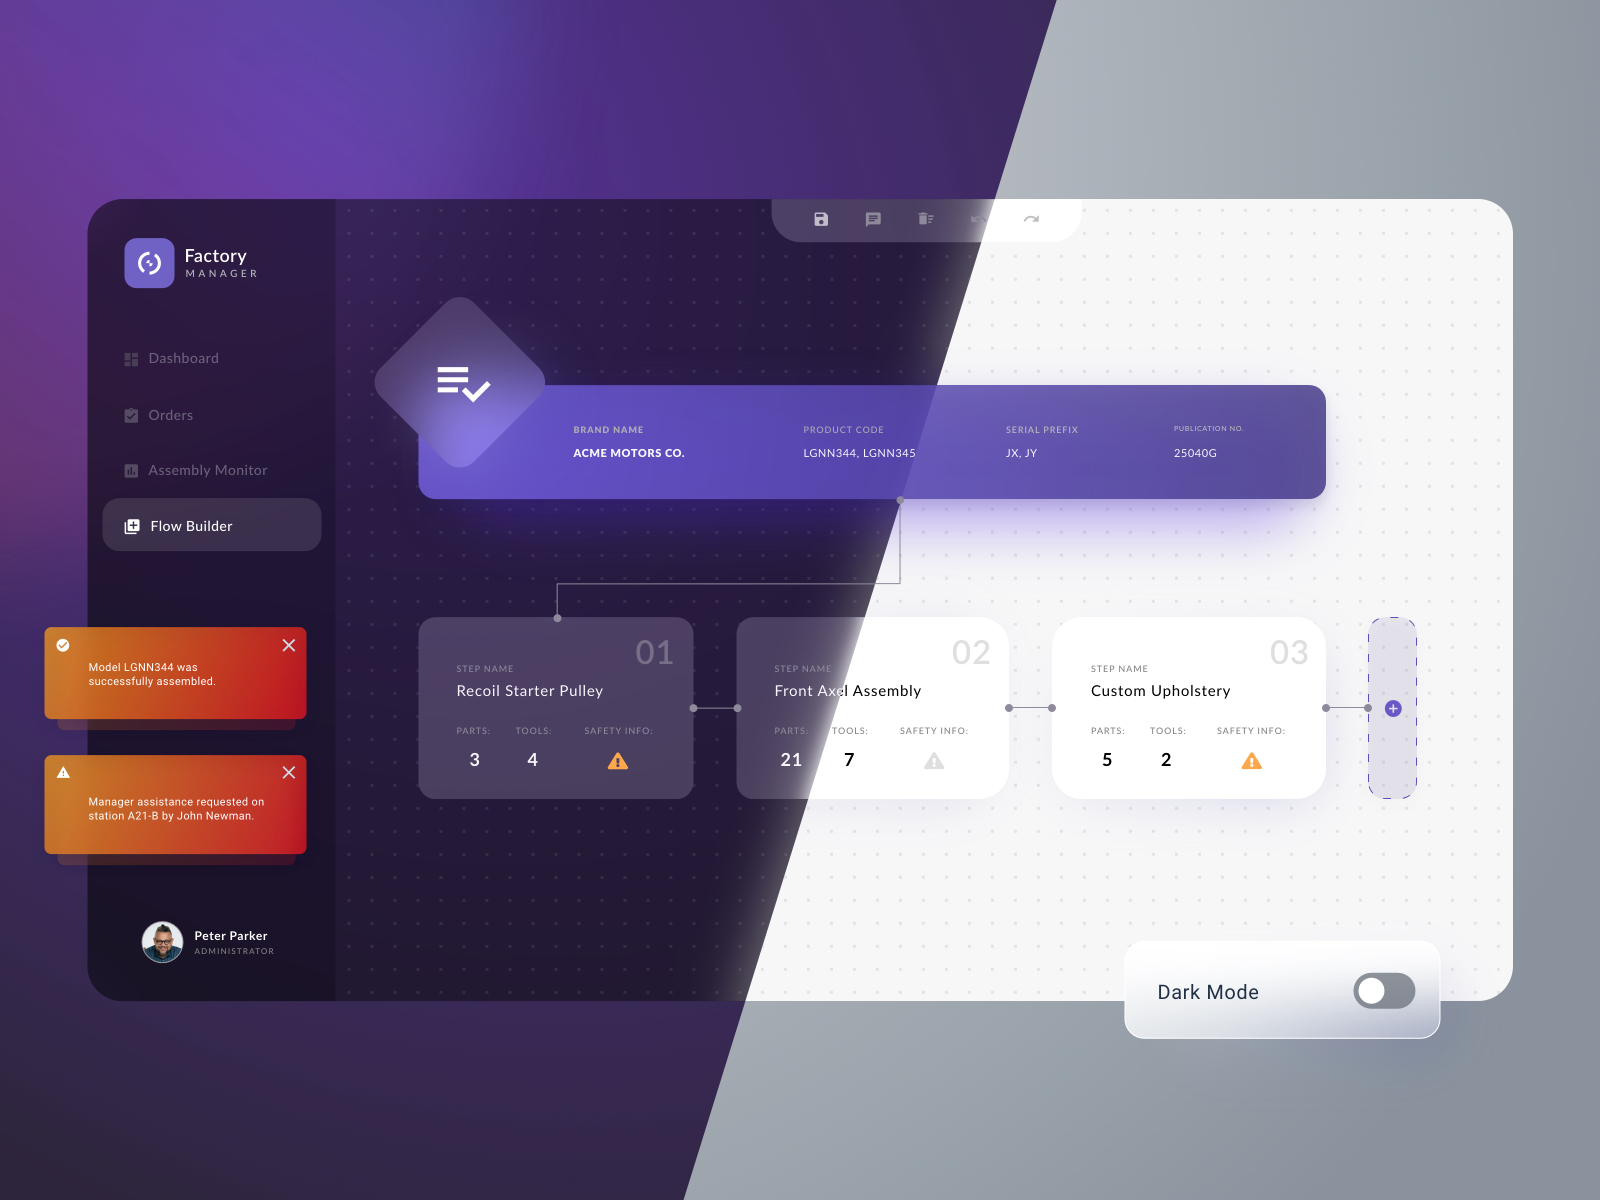 Factory
MANAGER
Dashboard
Orders
Assembly Monitor
Flow Builder
Model LGNN344 was
successfully assembled.
Manager assistance requested on
station A21-B by John Newman.
Peter Parker
ADMINISTRATOR
BRAND NAME
ACME MOTORS CO.
PRODUCT CODE
LGNN344, LGNN345
SERIAL PREFIX
JX, JY
PUBLICATION NO.
25040G
01
STEP NAME
Recoil Starter Pulley
PARTS: TOOLS: SAFETY INFO:
3 4
02
STEP NAME
Front Axel Assembly
PARTS: TOOLS: SAFETY INFO:
21 7
03
STEP NAME
Custom Upholstery
PARTS: TOOLS: SAFETY INFO:
5 2
Dark Mode